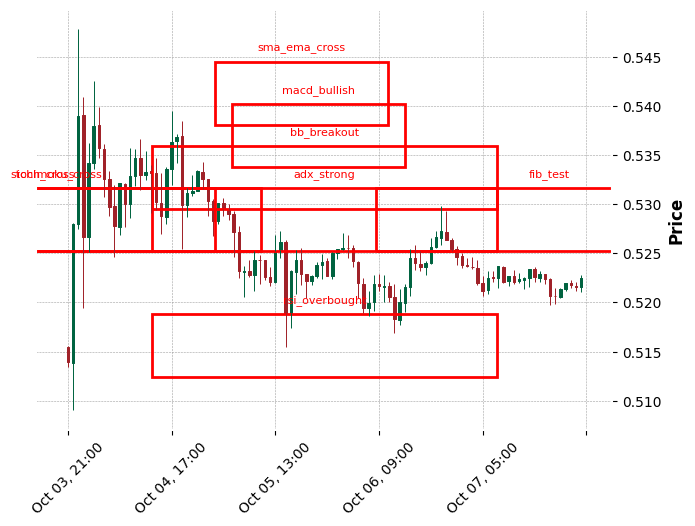 sma_ema_cross
macd_bullish
bb_breakout
adx_strong
fib_test
0.545
0.540
0.535
0.530
0.525
0.520
0.515
0.510
Price
Oct 03, 21:00
Oct 04, 17:00
Oct 05, 13:00
Oct 06, 09:00
Oct 07, 05:00